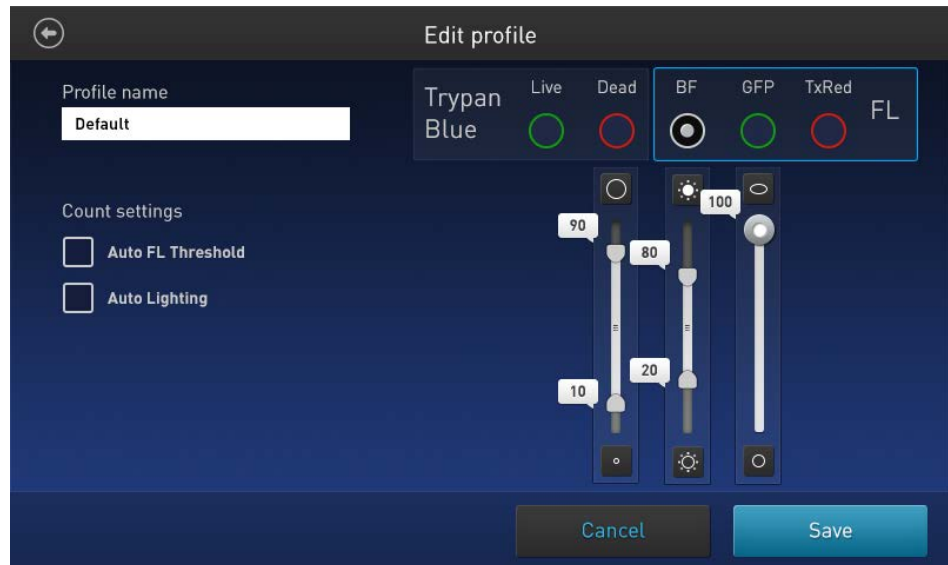 Edit profile
Profile name
Default
Trypan
Blue
Live
Dead
BF
GFP
TxRed
FL
Count settings
Auto FL Threshold
Auto Lighting
90
10
80
20
100
Cancel
Save